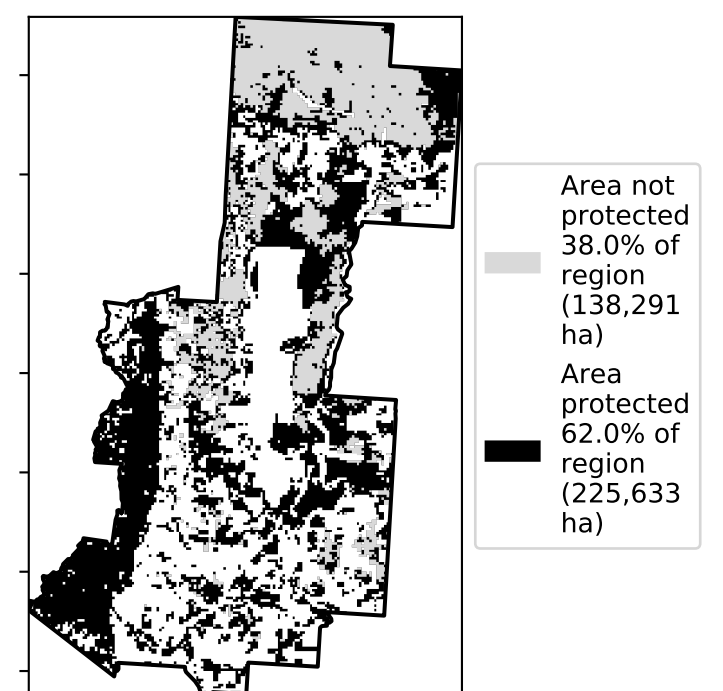 Area not
protected
38.0% of
region
(138,291
ha)
Area
protected
62.0% of
region
(225,633
ha)